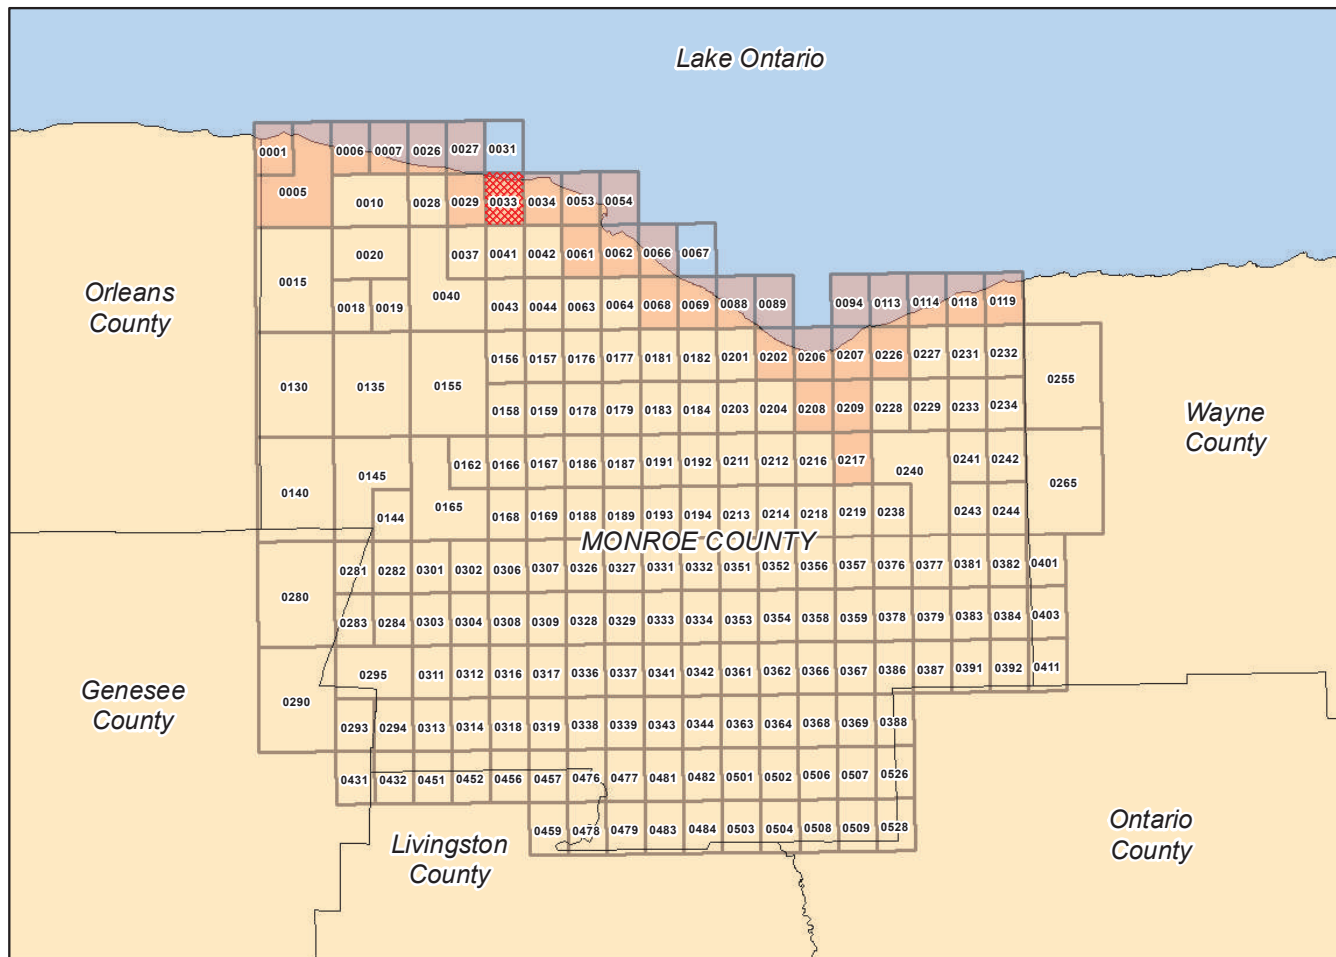 Lake Ontario
0001 0006 0007 0026 0027 0031
0005 0010 0028 0029 0033 0034 0053 0054
0015 0020 0037 0041 0042 0061 0062 0066 0067
Orleans
County
0018 0019 0040 0043 0044 0063 0064 0068 0069 0088 0089 0094 0113 0114 0118 0119
0156 0157 0176 0177 0181 0182 0201 0202 0206 0207 0226 0227 0231 0232
0130 0135 0155 0255
0158 0159 0178 0179 0183 0184 0203 0204 0208 0209 0228 0229 0233 0234
Wayne
County
0145 0162 0166 0167 0186 0187 0191 0192 0211 0212 0216 0217 0240 0241 0242
0140 0165 0265
0144 0168 0169 0188 0189 0193 0194 0213 0214 0218 0219 0238 0243 0244
MONROE COUNTY
0281 0282 0301 0302 0306 0307 0326 0327 0331 0332 0351 0352 0356 0357 0376 0377 0381 0382 0401
0280
0283 0284 0303 0304 0308 0309 0328 0329 0333 0334 0353 0354 0358 0359 0378 0379 0383 0384 0403
0295 0311 0312 0316 0317 0336 0337 0341 0342 0361 0362 0366 0367 0386 0387 0391 0392 0411
Genesee
County
0290
0293 0294 0313 0314 0318 0319 0338 0339 0343 0344 0363 0364 0368 0369 0388
0431 0432 0451 0452 0456 0457 0476 0477 0481 0482 0501 0502 0506 0507 0526
0459 0478 0479 0483 0484 0503 0504 0508 0509 0528
Livingston
County
Ontario
County